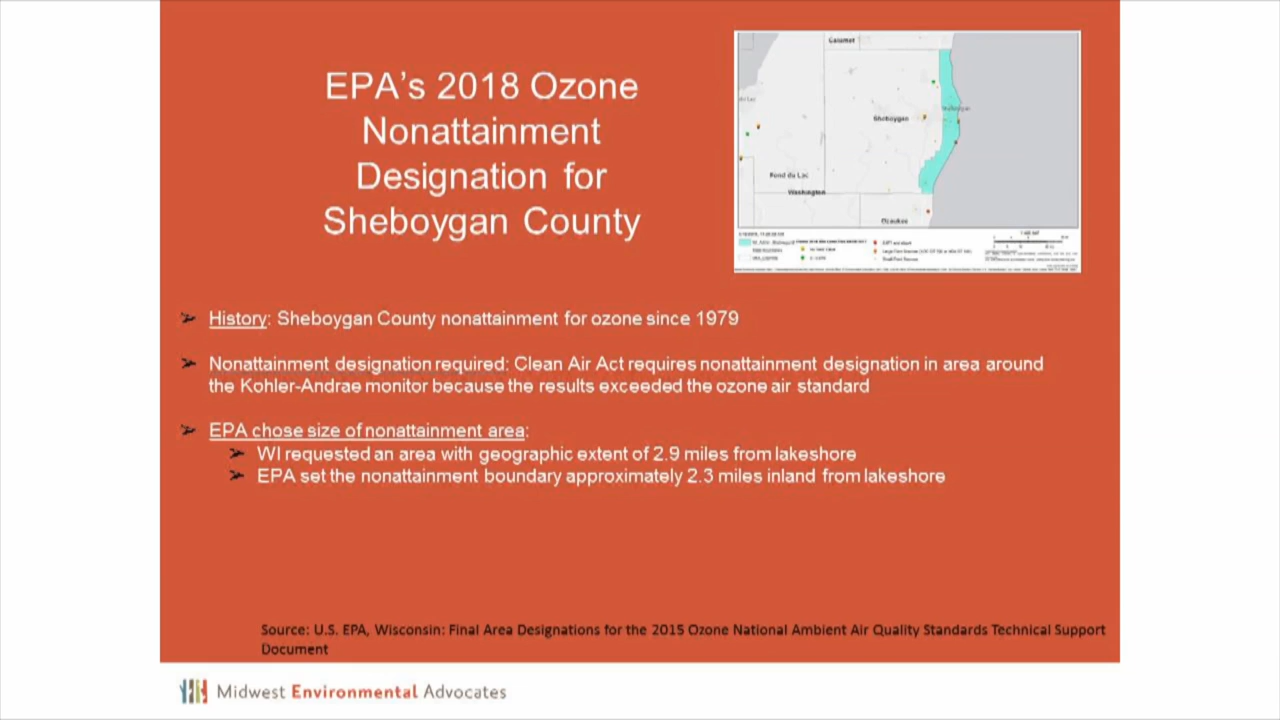 EPA's 2018 Ozone
Nonattainment
Designation for
Sheboygan County
Calumet
Sheboygan
Fond du Lac
Washington
Ozaukee
➢ History: Sheboygan County nonattainment for ozone since 1979
➢ Nonattainment designation required: Clean Air Act requires nonattainment designation in area around
the Kohler-Andrae monitor because the results exceeded the ozone air standard
➢ EPA chose size of nonattainment area:
➢ WI requested an area with geographic extent of 2.9 miles from lakeshore
➢ EPA set the nonattainment boundary approximately 2.3 miles inland from lakeshore
Source: U.S. EPA, Wisconsin: Final Area Designations for the 2015 Ozone National Ambient Air Quality Standards Technical Support
Document
Midwest Environmental Advocates